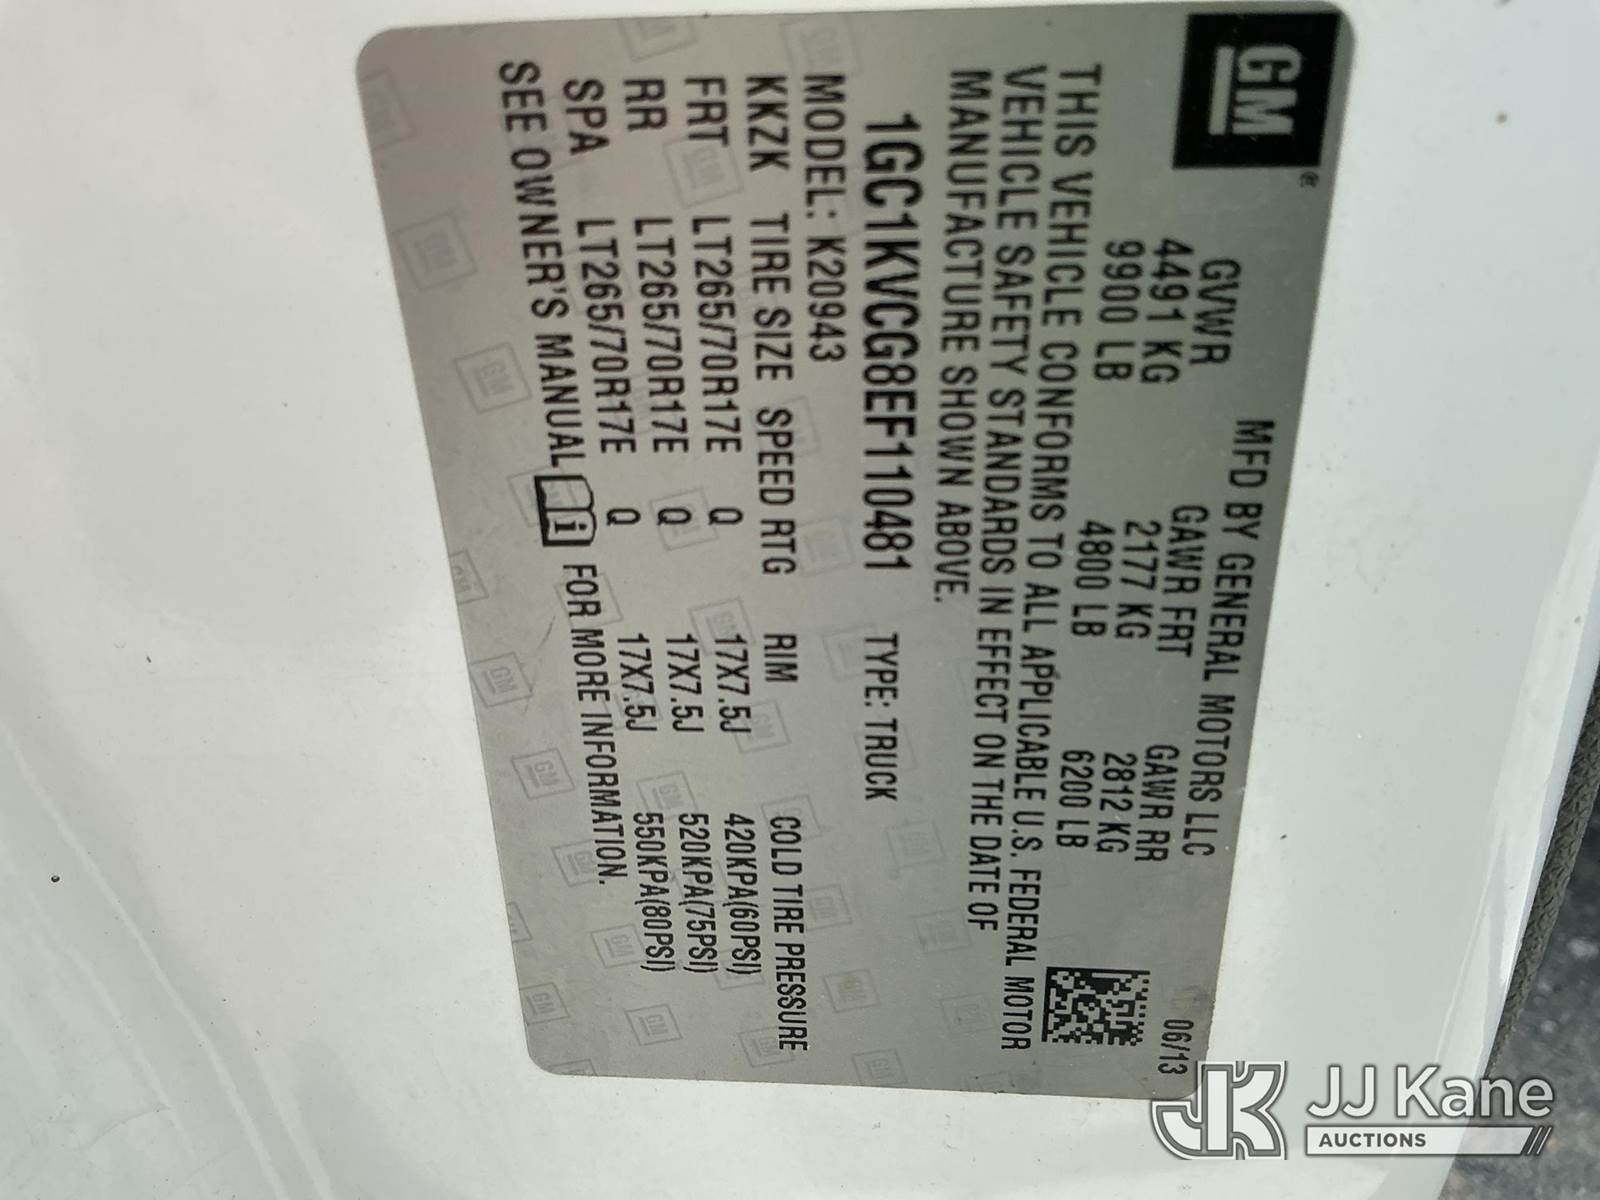 GM®
MFD BY GENERAL MOTORS LLC 06/13
GVWR GAWR FRT GAWR RR
4491 KG 2177 KG 2812 KG
9900 LB 4800 LB 6200 LB
THIS VEHICLE CONFORMS TO ALL APPLICABLE U.S. FEDERAL MOTOR
VEHICLE SAFETY STANDARDS IN EFFECT ON THE DATE OF
MANUFACTURE SHOWN ABOVE.
1GC1KVCG8EF110481 TYPE: TRUCK
MODEL: K20943
KKZK TIRE SIZE SPEED RTG RIM COLD TIRE PRESSURE
FRT LT265/70R17E Q 17X7.5J 420KPA(60PSI)
RR LT265/70R17E Q 17X7.5J 520KPA(75PSI)
SPA LT265/70R17E Q 17X7.5J 550KPA(80PSI)
SEE OWNER'S MANUAL i FOR MORE INFORMATION.
JK JJ Kane
AUCTIONS